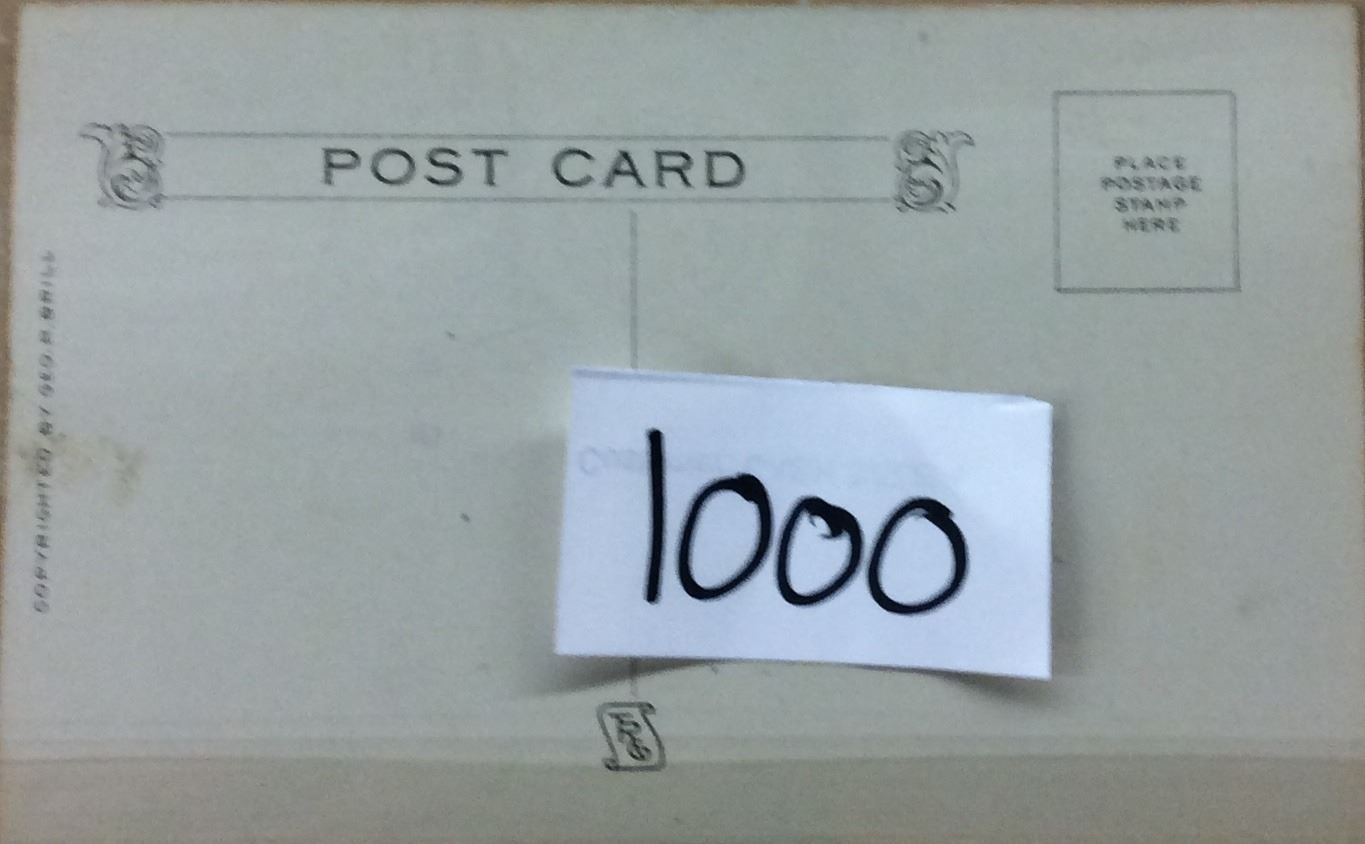 POST CARD
PLACE
POSTAGE
STAMP
HERE
COPYRIGHTED BY GEO. R. BRILL
1000